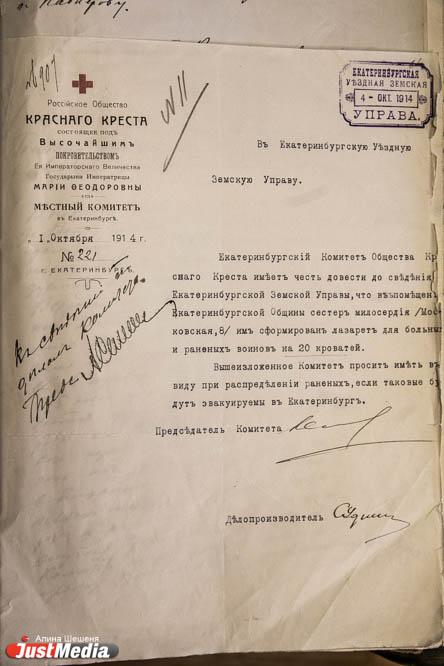 № 907
№ 11
Россійское Общество
КРАСНАГО КРЕСТА
СОСТОЯЩЕЕ ПОДЪ
Высочайшимъ
ПОКРОВИТЕЛЬСТВОМЪ
Ея Императорскаго Величества
Государыни Императрицы
МАРІИ ѲЕОДОРОВНЫ
МѢСТНЫЙ КОМИТЕТЪ
въ Екатеринбургѣ.
„ 1 „ Октября 1914 г.
№ 221
г. ЕКАТЕРИНБУРГЪ
ЕКАТЕРИНБУРГСКАЯ
УѢЗДНАЯ ЗЕМСКАЯ
4 - ОКТ. 1914
УПРАВА.
Въ Екатеринбургскую Уѣздную
Земскую Управу.
Екатеринбургскій Комитетъ Общества Кр
снаго Креста имѣетъ честь довести до свѣдѣнія
Екатеринбургской Земской Управы, что въ помѣщен
Екатеринбургской Общины сестеръ милосердія /Мос
ковская, 8/ имъ сформированъ лазаретъ для больны
и раненыхъ воиновъ на 20 кроватей.
Вышеизложенное Комитетъ проситъ имѣть в
виду при распредѣленіи раненыхъ, если таковые бу
дутъ эвакуируемы въ Екатеринбургъ.
Предсѣдатель Комитета
Дѣлопроизводитель
Алина Шешеня
JustMedia